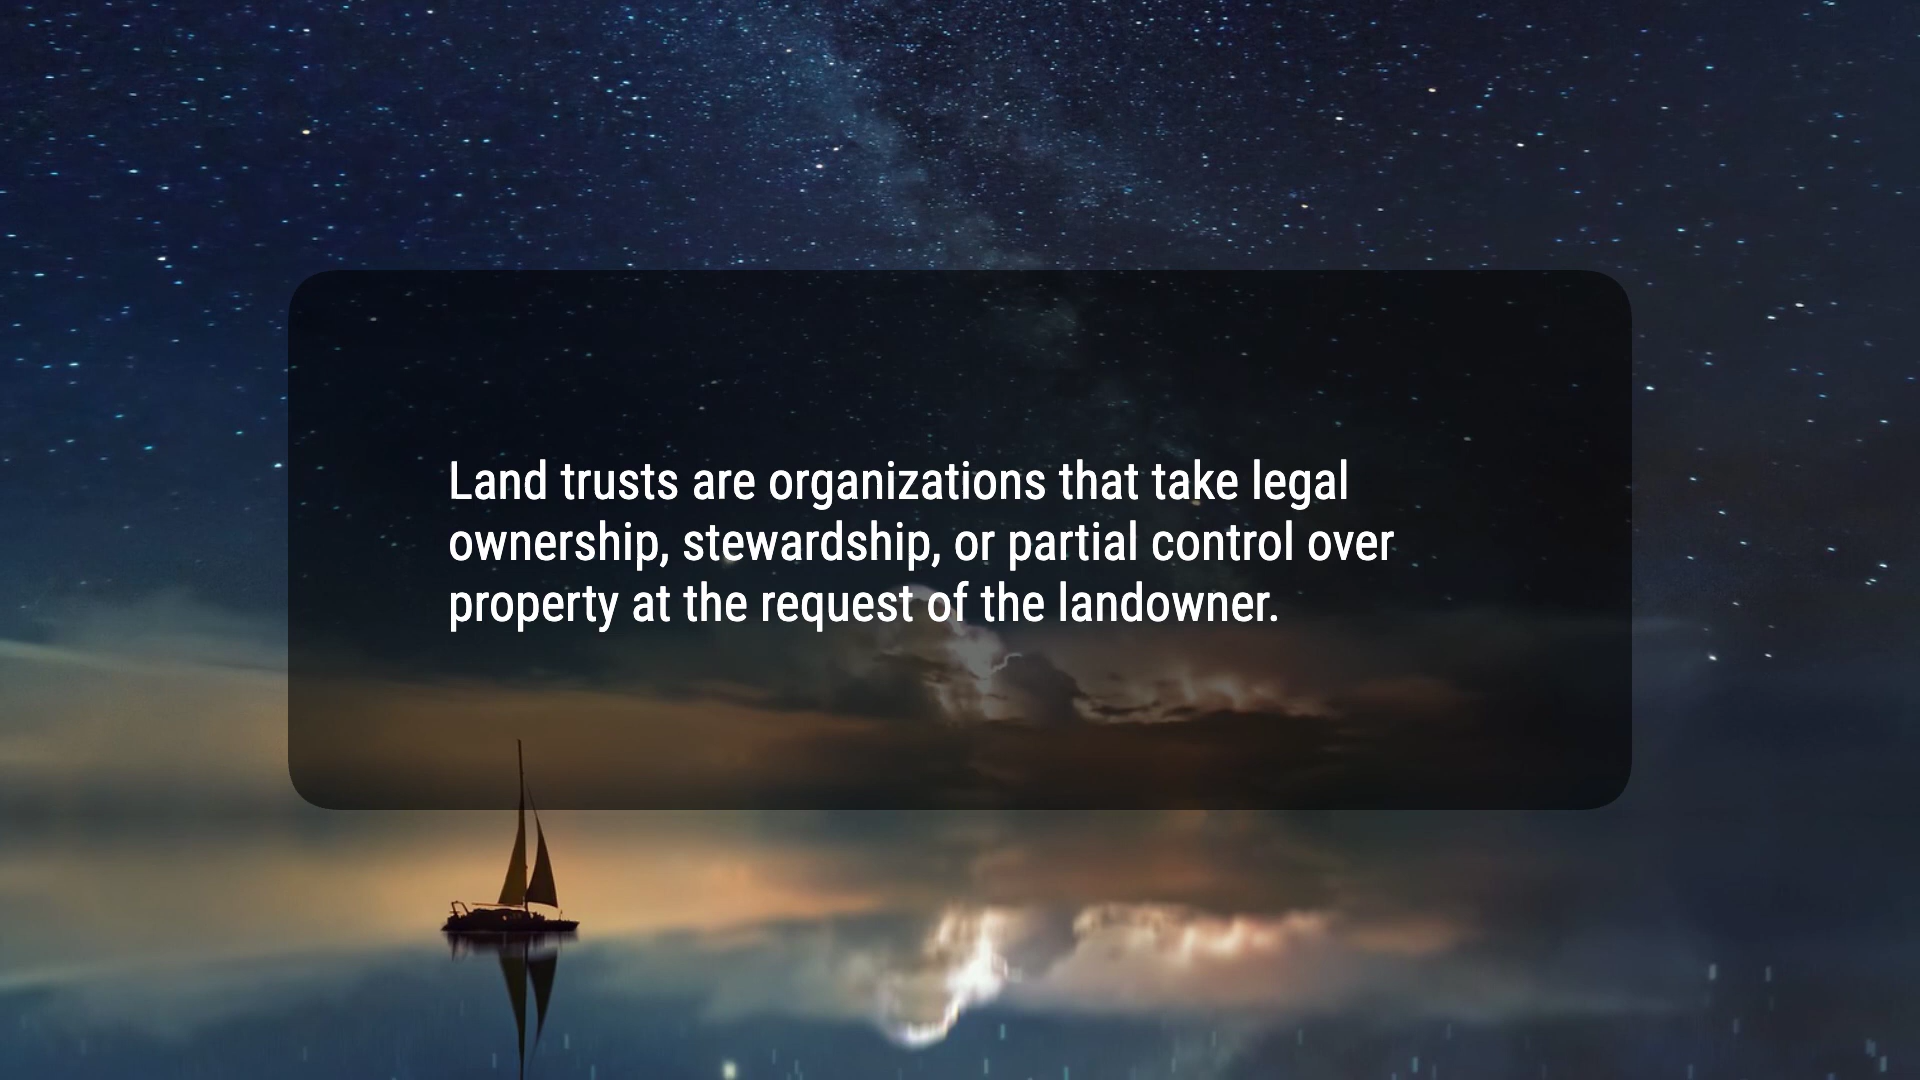 Land trusts are organizations that take legal
ownership, stewardship, or partial control over
property at the request of the landowner.